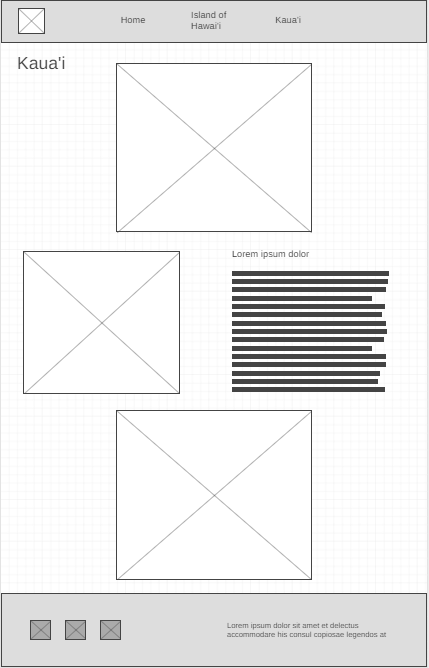 Home
Island of
Hawai'i
Kaua'i
Kaua'i
Lorem ipsum dolor
Lorem ipsum dolor sit amet et delectus
accommodare his consul copiosae legendos at